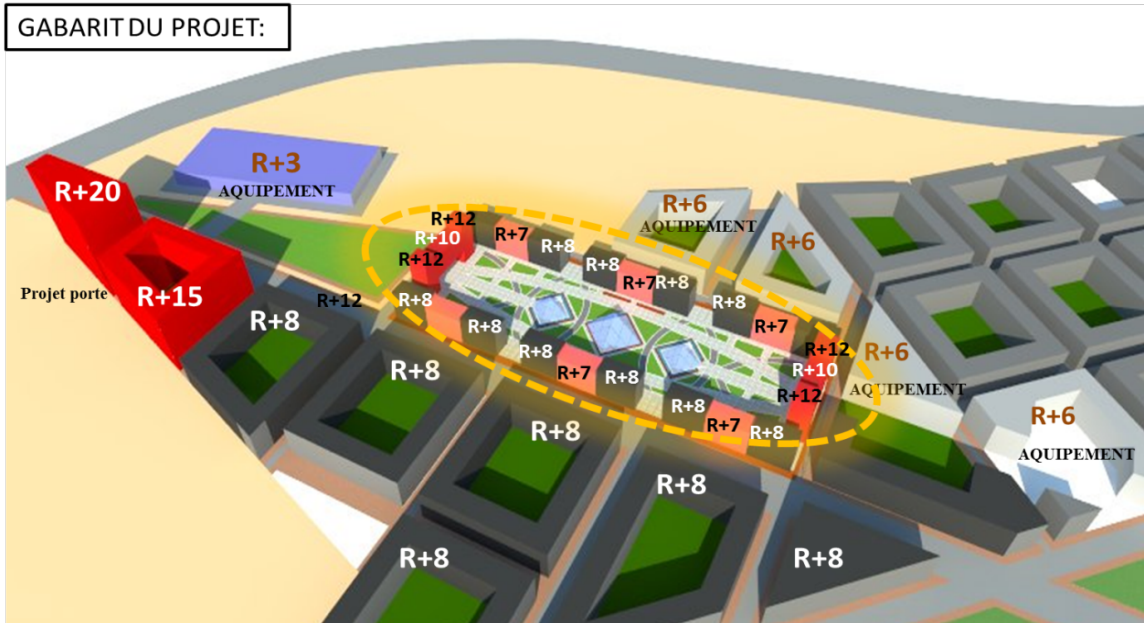 GABARIT DU PROJET:
R+3
AQUIPEMENT
R+20
R+15
Projet porte
R+12
R+12
R+10
R+12
R+7
R+8
R+8
R+7
R+8
R+6
AQUIPEMENT
R+6
R+8
R+7
R+12
R+10
R+12
R+6
AQUIPEMENT
R+6
AQUIPEMENT
R+8
R+8
R+8
R+7
R+8
R+8
R+7
R+8
R+8
R+8
R+8
R+8
R+8
R+8